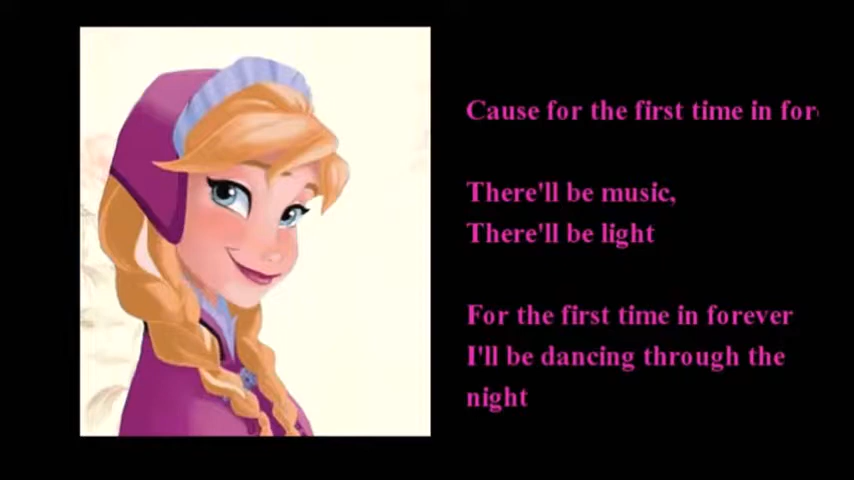 Cause for the first time in
There'll be music,
There'll be light
For the first time in forever
I'll be dancing through the
night